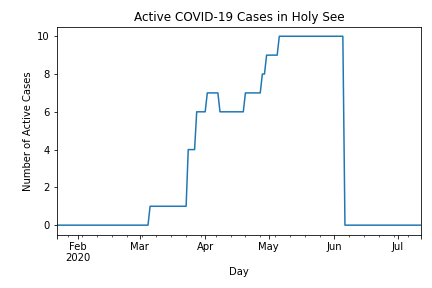 Active COVID-19 Cases in Holy See
Number of Active Cases
10
8
6
4
2
0
Feb
2020
Mar
Apr
May
Jun
Jul
Day